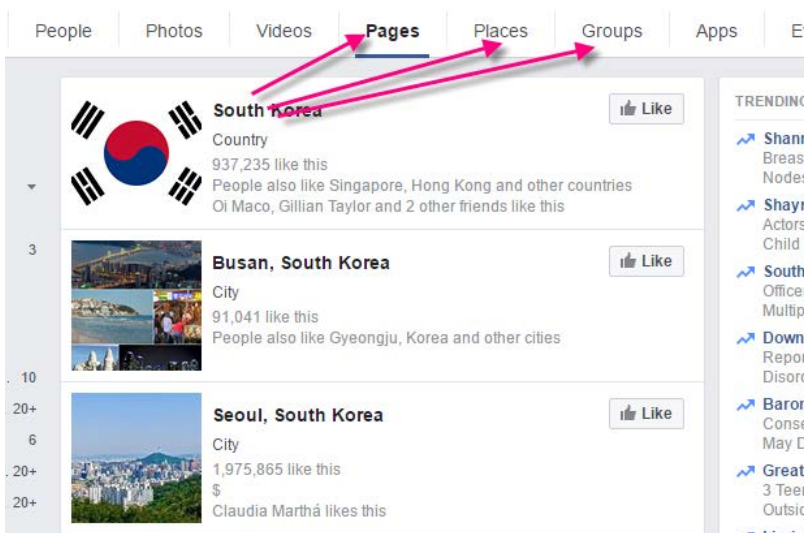 People Photos Videos Pages Places Groups Apps
South Korea
Like
Country
937,235 like this
People also like Singapore, Hong Kong and other countries
Oi Maco, Gillian Taylor and 2 other friends like this
Busan, South Korea
Like
City
91,041 like this
People also like Gyeongju, Korea and other cities
Seoul, South Korea
Like
City
1,975,865 like this
$
Claudia Marthá likes this
3
10
20+
6
20+
20+
TRENDING
South
Down
Great